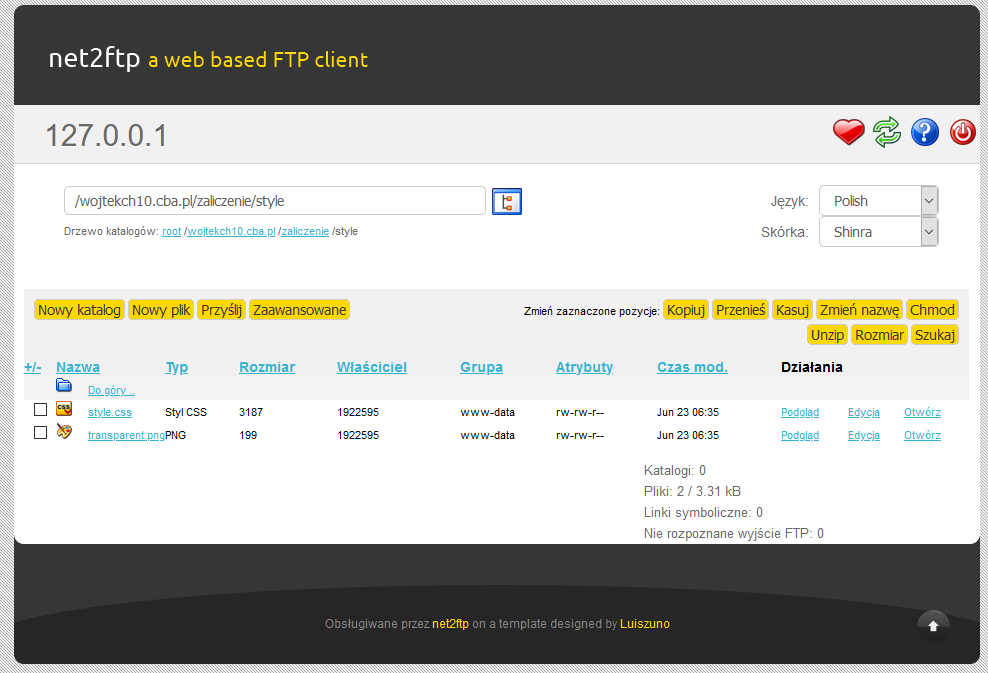 net2ftp a web based FTP client
127.0.0.1
/wojtekch10.cba.pl/zaliczenie/style
Język: Polish
Drzewo katalogów: root /wojtekch10.cba.pl /zaliczenie /style
Skórka: Shinra
Nowy katalog Nowy plik Prześlij Zaawansowane
Zmień zaznaczone pozycje: Kopiuj Przenieś Kasuj Zmień nazwę Chmod
Unzip Rozmiar Szukaj
+/- Nazwa Typ Rozmiar Właściciel Grupa Atrybuty Czas mod. Działania
Do góry ..
style.css Styl CSS 3187 1922595 www-data rw-rw-r-- Jun 23 06:35 Podgląd Edycja Otwórz
transparent.png PNG 199 1922595 www-data rw-rw-r-- Jun 23 06:35 Podgląd Edycja Otwórz
Katalogi: 0
Pliki: 2 / 3.31 kB
Linki symboliczne: 0
Nie rozpoznane wyjście FTP: 0
Obsługiwane przez net2ftp on a template designed by Luiszuno